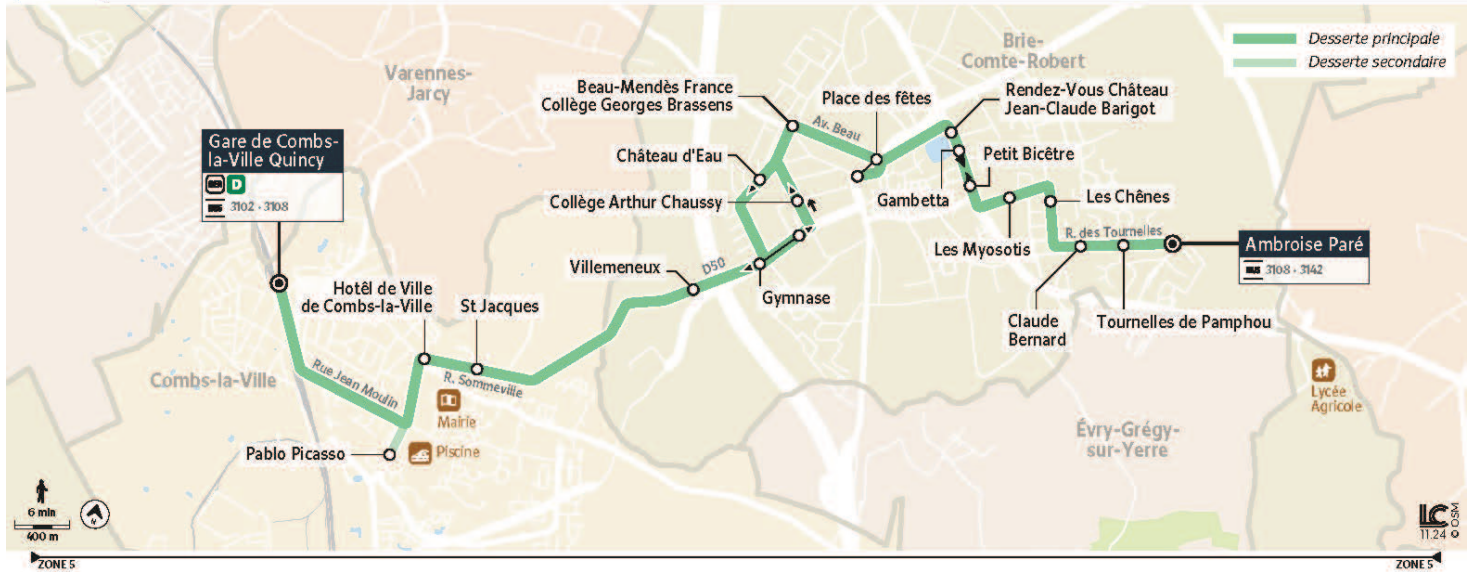 Desserte principale
Desserte secondaire
Brie-
Comte-Robert
Varennes-
Jarcy
Beau-Mendès France
Collège Georges Brassens
Place des fêtes
Rendez-Vous Château
Jean-Claude Barigot
Av. Beau
Gare de Combs-
la-Ville Quincy
RER D
BUS 3102 · 3108
Château d'Eau
Petit Bicêtre
Collège Arthur Chaussy
Gambetta
Les Chênes
Les Myosotis
R. des Tournelles
Ambroise Paré
BUS 3108 · 3142
Villemeneux
D50
Gymnase
Hotêl de Ville
de Combs-la-Ville
St Jacques
Claude
Bernard
Tournelles de Pamphou
Combs-la-Ville
Rue Jean Moulin
R. Sommeville
Mairie
Lycée
Agricole
Évry-Grégy-
sur-Yerre
Pablo Picasso
Piscine
6 min
400 m
N
LC
11.24 © OSM
ZONE 5
ZONE 5